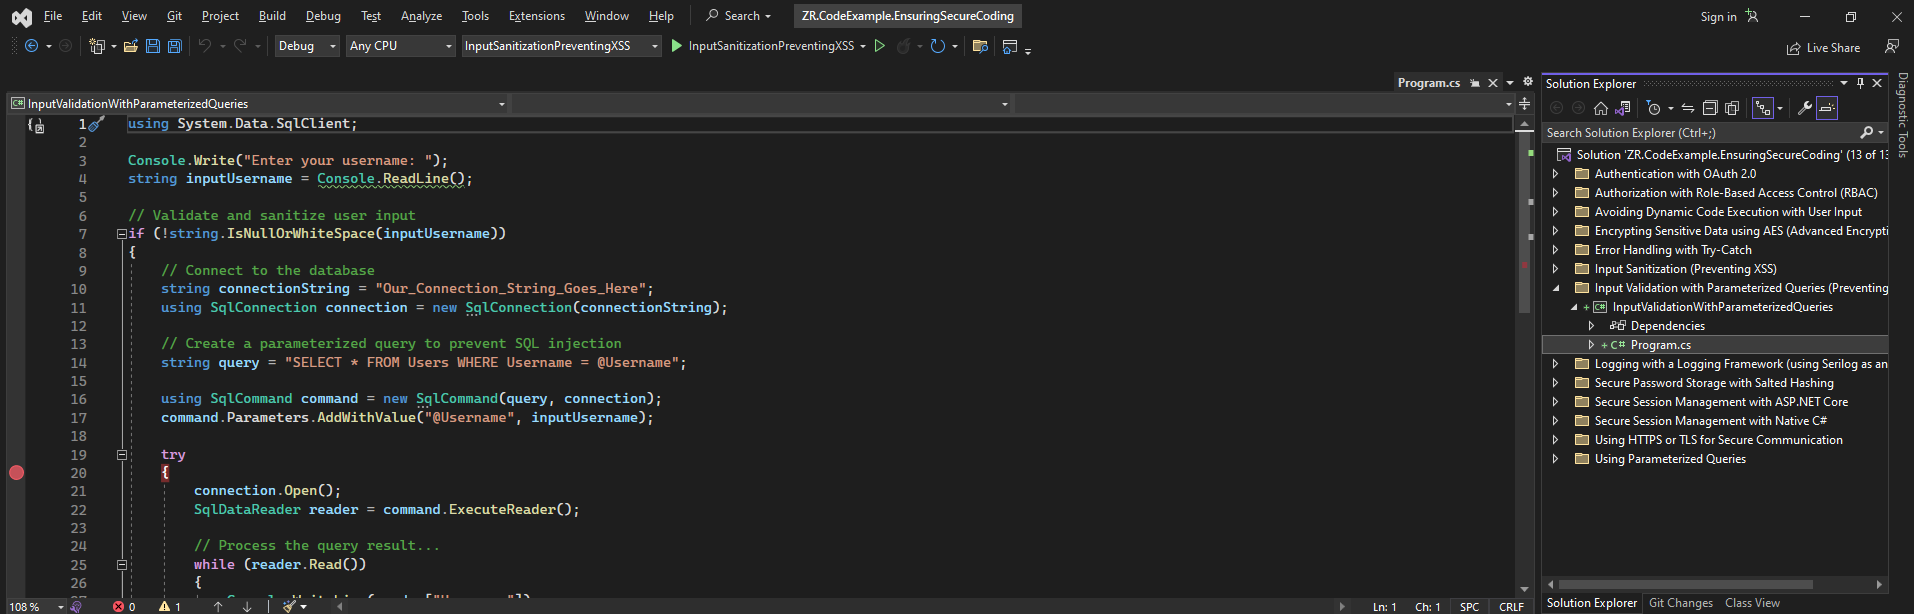 File Edit View Git Project Build Debug Test Analyze Tools Extensions Window Help Search ZR.CodeExample.EnsuringSecureCoding Sign in
Debug Any CPU InputSanitizationPreventingXSS InputSanitizationPreventingXSS Live Share
Program.cs
InputValidationWithParameterizedQueries
1 using System.Data.SqlClient;
2
3 Console.Write("Enter your username: ");
4 string inputUsername = Console.ReadLine();
5
6 // Validate and sanitize user input
7 if (!string.IsNullOrWhiteSpace(inputUsername))
8 {
9 // Connect to the database
10 string connectionString = "Our_Connection_String_Goes_Here";
11 using SqlConnection connection = new SqlConnection(connectionString);
12
13 // Create a parameterized query to prevent SQL injection
14 string query = "SELECT * FROM Users WHERE Username = @Username";
15
16 using SqlCommand command = new SqlCommand(query, connection);
17 command.Parameters.AddWithValue("@Username", inputUsername);
18
19 try
20 {
21 connection.Open();
22 SqlDataReader reader = command.ExecuteReader();
23
24 // Process the query result...
25 while (reader.Read())
26 {
108 % 0 1 Ln: 1 Ch: 1 SPC CRLF
Solution Explorer
Search Solution Explorer (Ctrl+;)
Solution 'ZR.CodeExample.EnsuringSecureCoding' (13 of 13
Authentication with OAuth 2.0
Authorization with Role-Based Access Control (RBAC)
Avoiding Dynamic Code Execution with User Input
Encrypting Sensitive Data using AES (Advanced Encrypti
Error Handling with Try-Catch
Input Sanitization (Preventing XSS)
Input Validation with Parameterized Queries (Preventing
C# InputValidationWithParameterizedQueries
Dependencies
C# Program.cs
Logging with a Logging Framework (using Serilog as an
Secure Password Storage with Salted Hashing
Secure Session Management with ASP.NET Core
Secure Session Management with Native C#
Using HTTPS or TLS for Secure Communication
Using Parameterized Queries
Solution Explorer Git Changes Class View
Diagnostic Tools